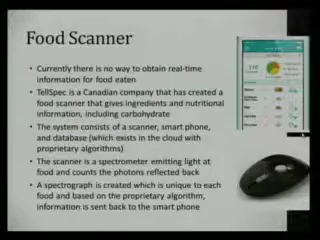 Food Scanner
• Currently there is no way to obtain real-time
information for food eaten
• TellSpec is a Canadian company that has created a
food scanner that gives ingredients and nutritional
information, including carbohydrate
• The system consists of a scanner, smart phone,
and database (which exists in the cloud with
proprietary algorithms)
• The scanner is a spectrometer emitting light at
food and counts the photons reflected back
• A spectrograph is created which is unique to each
food and based on the proprietary algorithm,
information is sent back to the smart phone